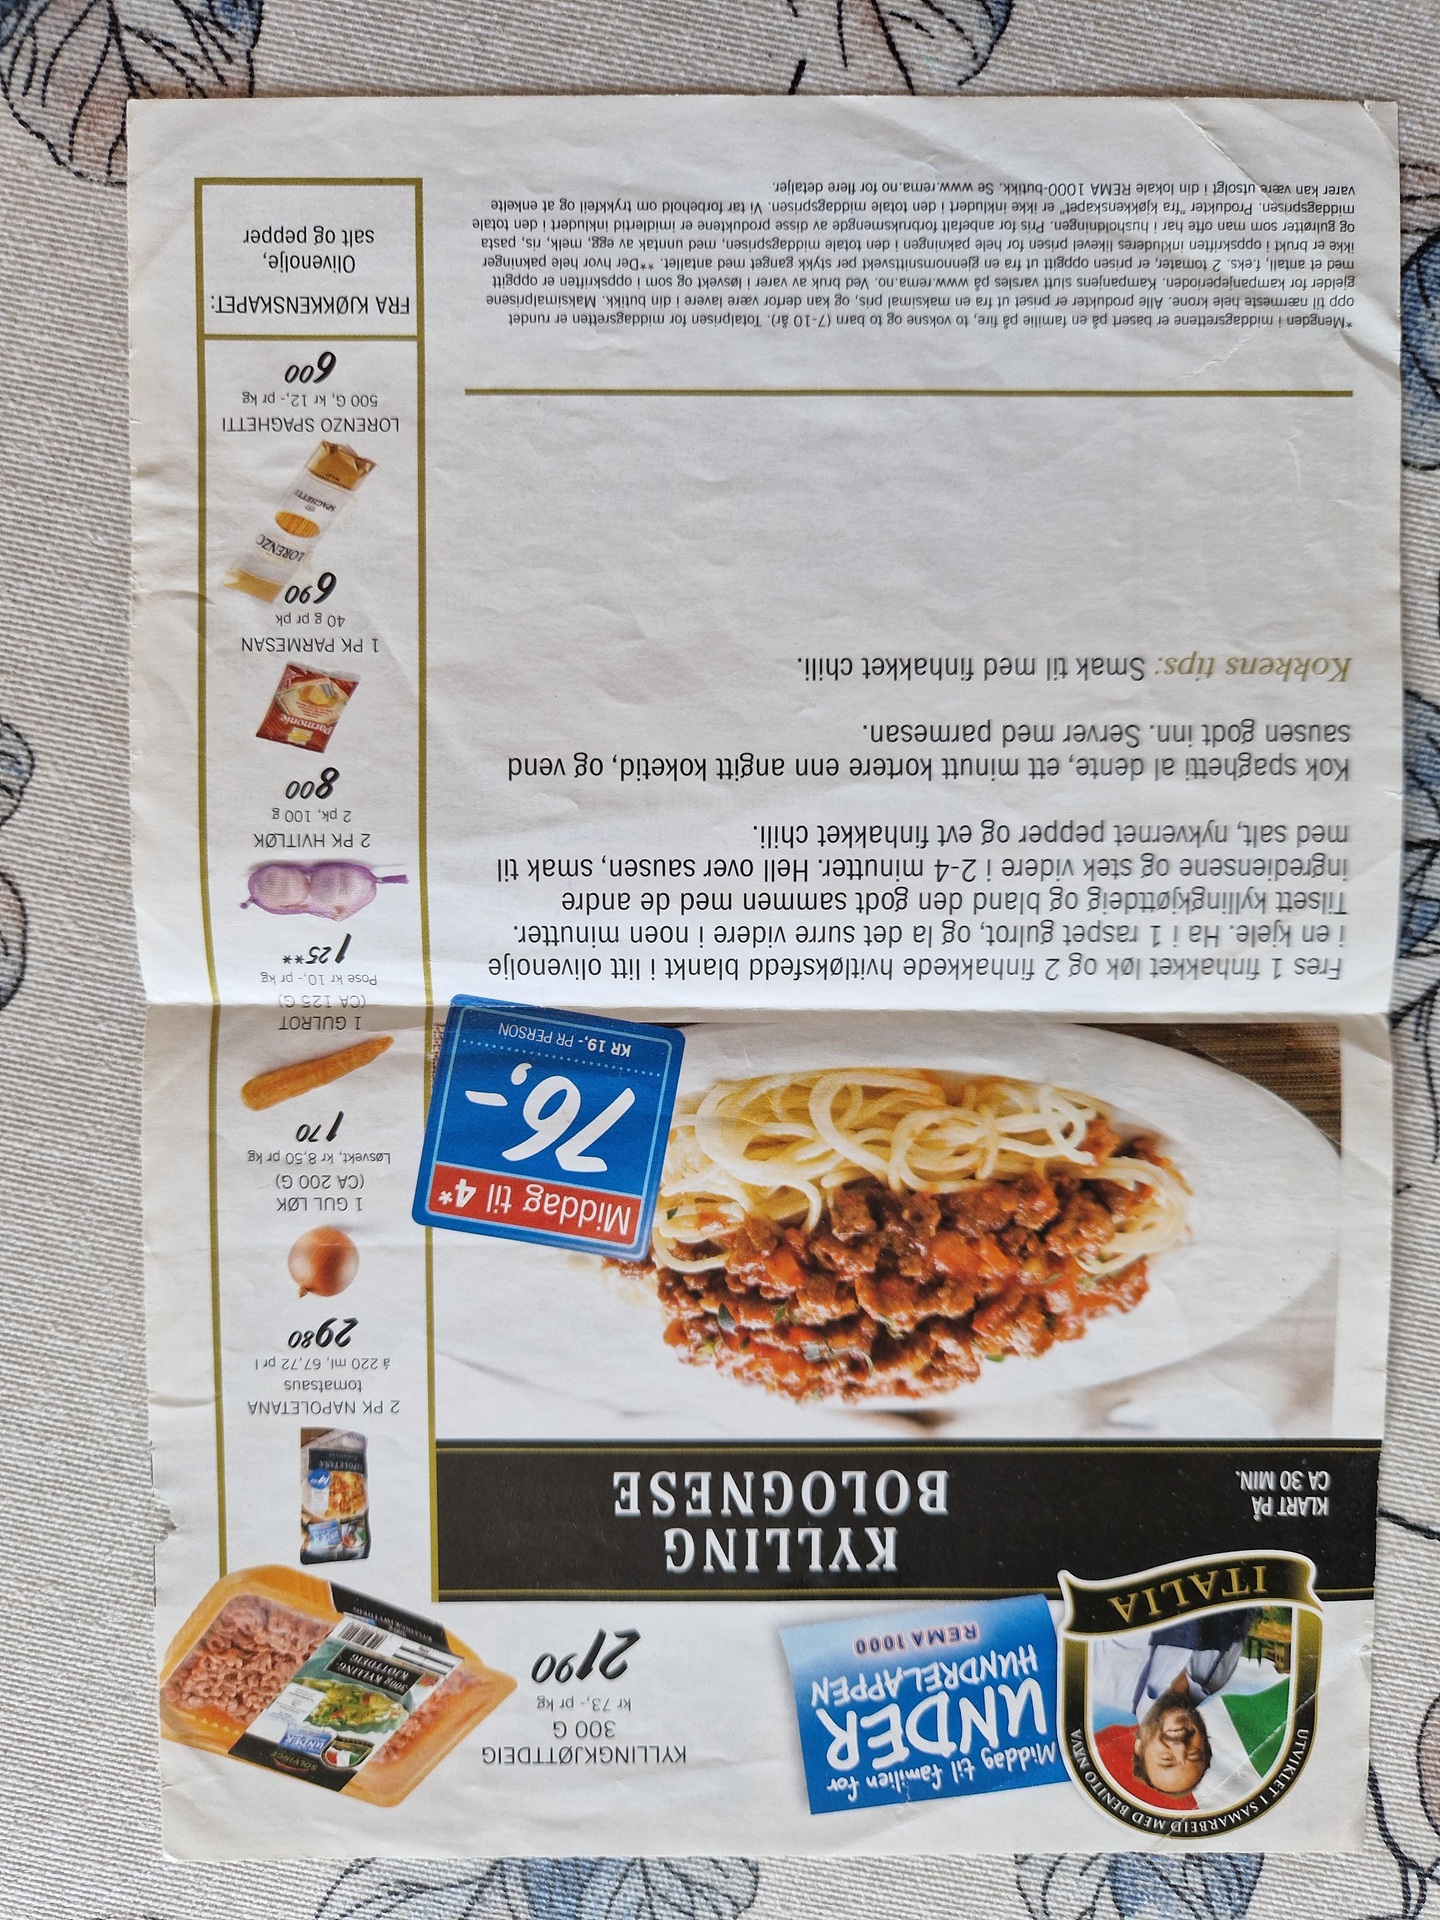 UTVIKLET I SAMARBEID MED BENITO NAVA
ITALIA
Middag til familien for
UNDER
HUNDRELAPPEN
REMA 1000
KYLLINGKJØTTDEIG
300 G
kr 73,- pr kg
2190
SOLVINGE
UNDER
300g KYLLING
KJØTTDEIG
KLART PÅ
CA 30 MIN.
KYLLING
BOLOGNESE
Middag til 4*
76,-
KR 19,- PR PERSON
UNDER
2 PK NAPOLETANA
tomatsaus
á 220 ml, 67,72 pr l
2980
1 GUL LØK
(CA 200 G)
Løsvekt, kr 8,50 pr kg
170
1 GULROT
(CA 125 G)
Pose kr 10,- pr kg
125**
2 PK HVITLØK
2 pk, 100 g
800
Parmonie
1 PK PARMESAN
40 g pr pk
690
LORENZO
SPAGHETTI
LORENZO SPAGHETTI
500 G, kr 12,- pr kg
600
FRA KJØKKENSKAPET:
Olivenolje,
salt og pepper
Fres 1 finhakket løk og 2 finhakkede hvitløksfedd blankt i litt olivenolje
i en kjele. Ha i 1 raspet gulrot, og la det surre videre i noen minutter.
Tilsett kyllingkjøttdeig og bland den godt sammen med de andre
ingrediensene og stek videre i 2-4 minutter. Hell over sausen, smak til
med salt, nykvernet pepper og evt finhakket chili.
Kok spaghetti al dente, ett minutt kortere enn angitt koketid, og vend
sausen godt inn. Server med parmesan.
Kokkens tips: Smak til med finhakket chili.
*Mengden i middagsrettene er basert på en familie på fire, to voksne og to barn (7-10 år). Totalprisen for middagsretten er rundet
opp til nærmeste hele krone. Alle produkter er priset ut fra en maksimal pris, og kan derfor være lavere i din butikk. Maksimalprisene
gjelder for kampanjeperioden. Kampanjens slutt varsles på www.rema.no. Ved bruk av varer i løsvekt og som i oppskriften er oppgitt
med et antall, f.eks. 2 tomater, er prisen oppgitt ut fra en gjennomsnittsvekt per stykk ganget med antallet. **Der hvor hele pakninger
ikke er brukt i oppskriften inkluderes likevel prisen for hele pakningen i den totale middagsprisen, med unntak av egg, melk, ris, pasta
og gulrøtter som man ofte har i husholdningen. Pris for anbefalt forbruksmengde av disse produktene er imidlertid inkludert i den totale
middagsprisen. Produkter "fra kjøkkenskapet" er ikke inkludert i den totale middagsprisen. Vi tar forbehold om trykkfeil og at enkelte
varer kan være utsolgt i din lokale REMA 1000-butikk. Se www.rema.no for flere detaljer.